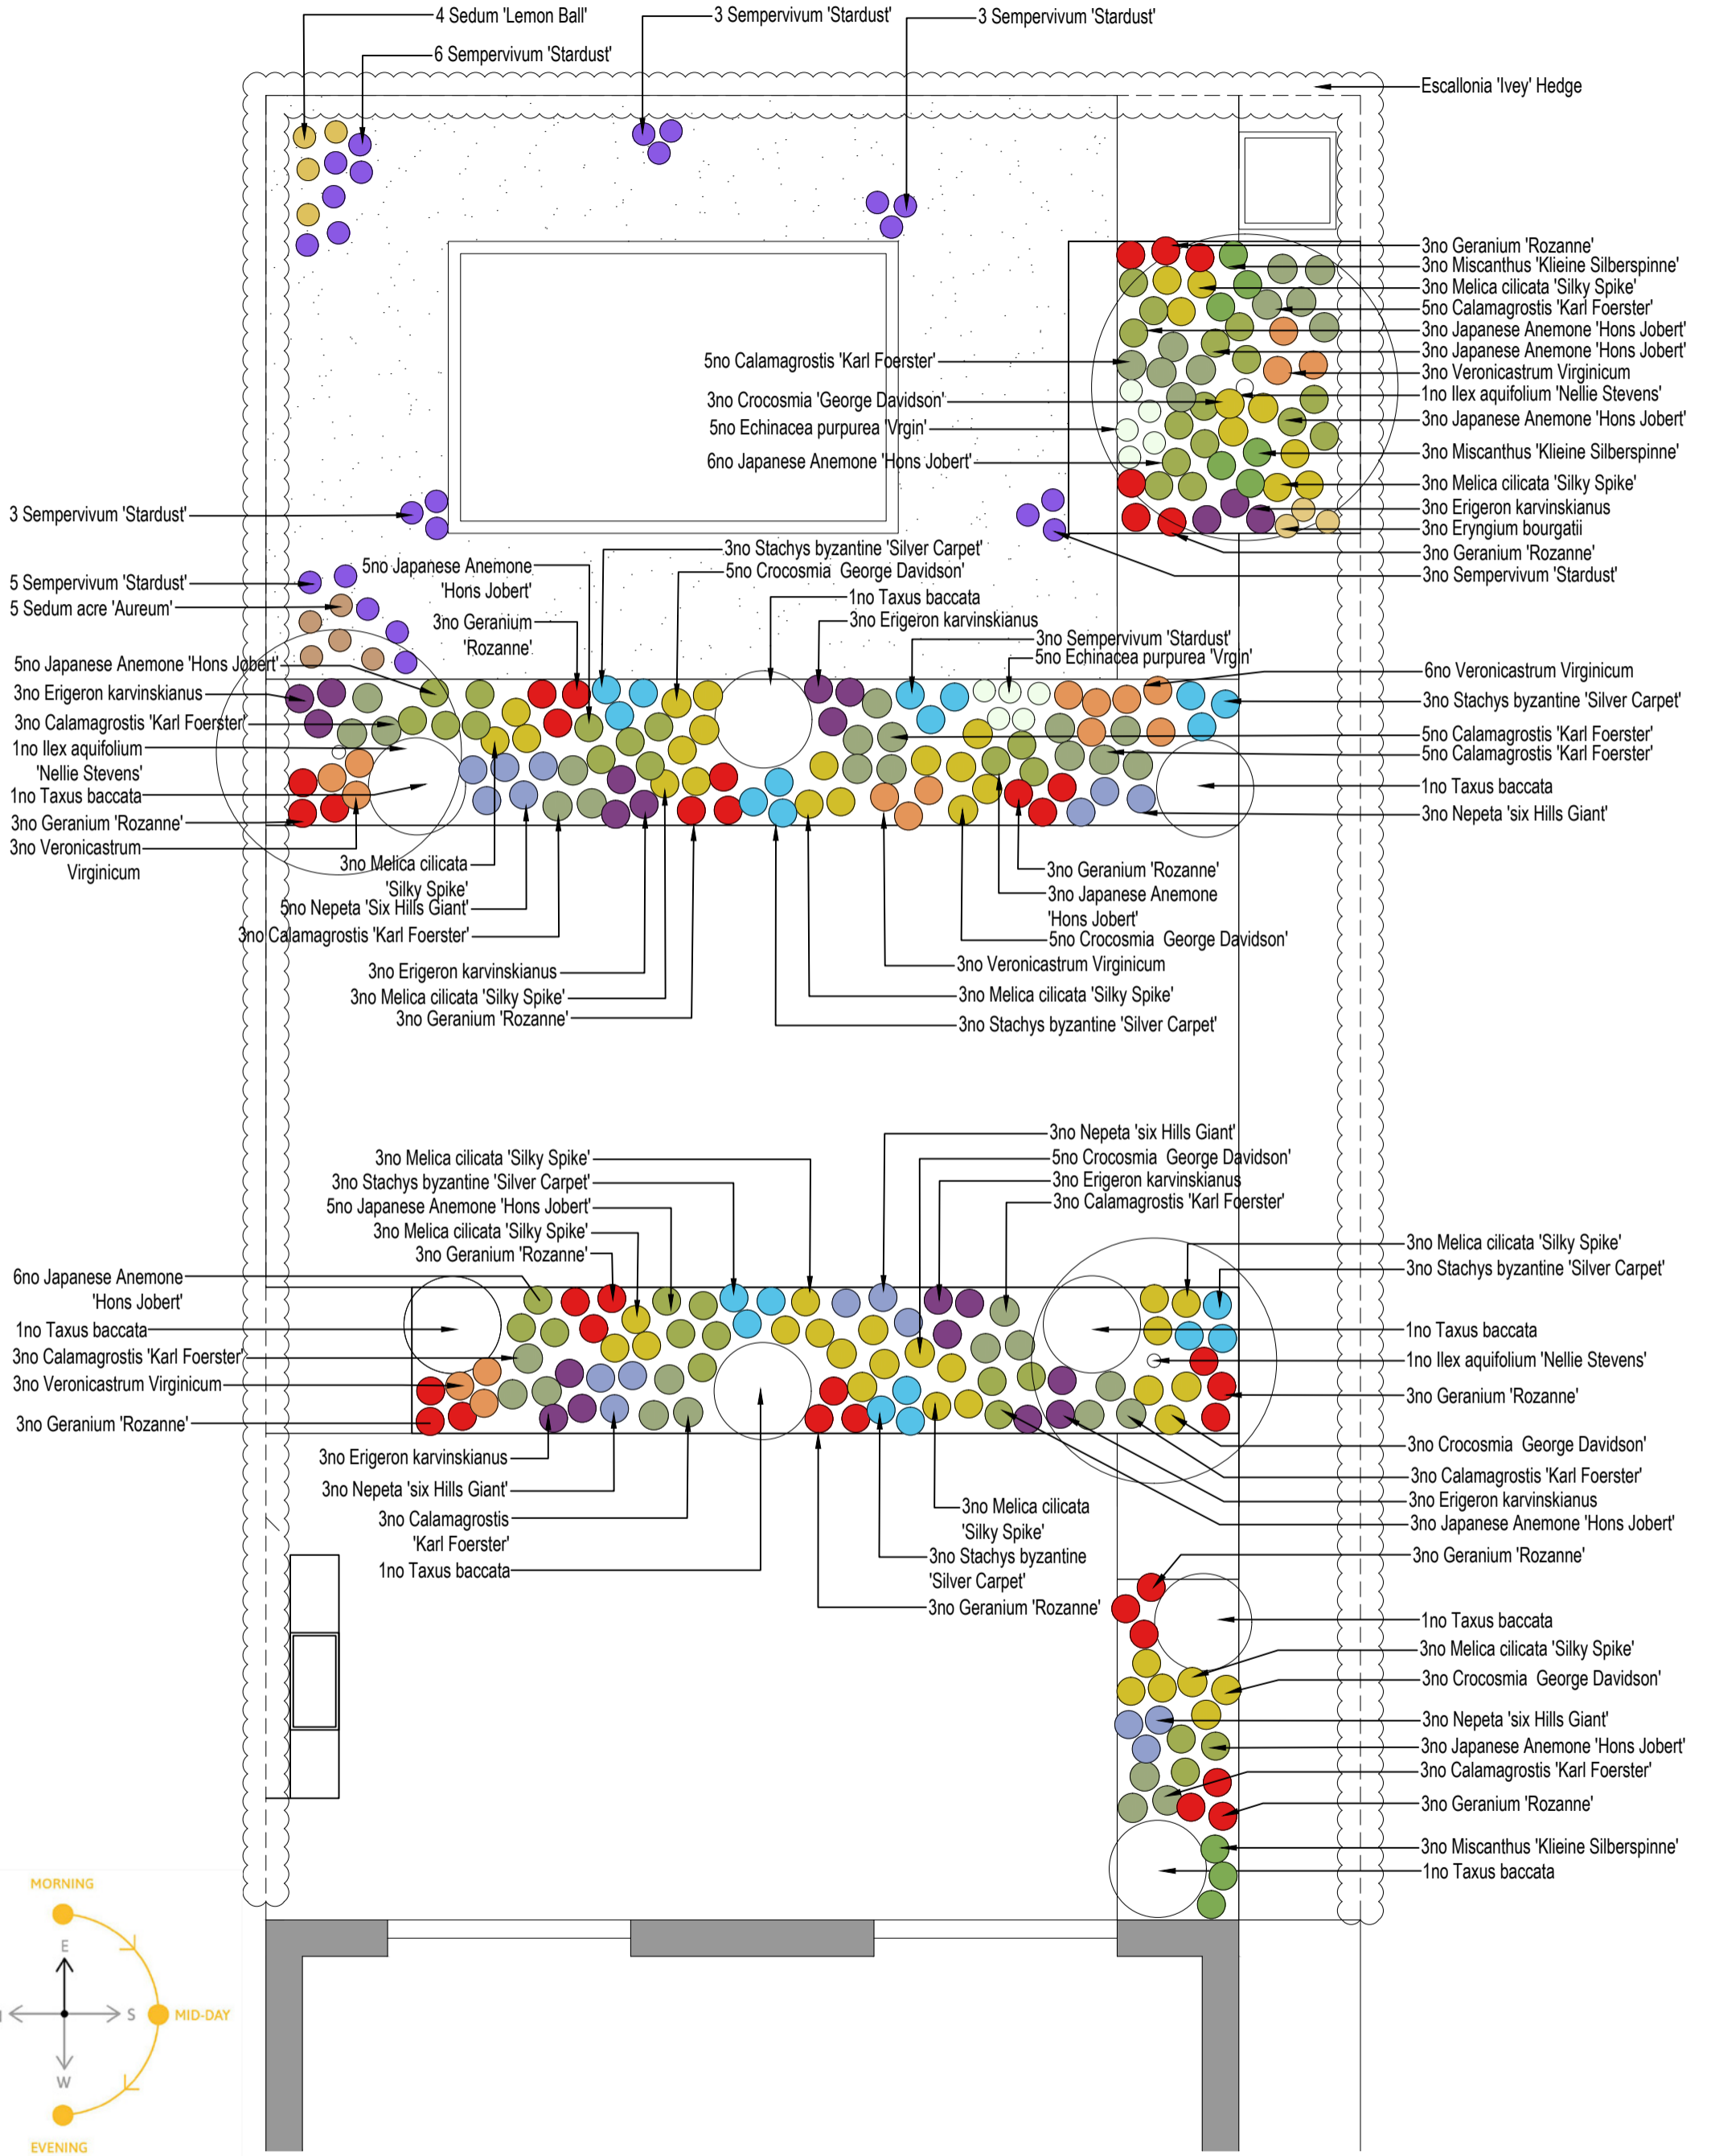 4 Sedum 'Lemon Ball'
3 Sempervivum 'Stardust'
3 Sempervivum 'Stardust'
6 Sempervivum 'Stardust'
Escallonia 'Ivey' Hedge
3no Geranium 'Rozanne'
3no Miscanthus 'Klieine Silberspinne'
3no Melica cilicata 'Silky Spike'
5no Calamagrostis 'Karl Foerster'
3no Japanese Anemone 'Hons Jobert'
3no Japanese Anemone 'Hons Jobert'
3no Veronicastrum Virginicum
1no Ilex aquifolium 'Nellie Stevens'
3no Japanese Anemone 'Hons Jobert'
3no Miscanthus 'Klieine Silberspinne'
3no Melica cilicata 'Silky Spike'
3no Erigeron karvinskianus
3no Eryngium bourgatii
3no Geranium 'Rozanne'
3no Sempervivum 'Stardust'
5no Calamagrostis 'Karl Foerster'
3no Crocosmia 'George Davidson'
5no Echinacea purpurea 'Vrgin'
6no Japanese Anemone 'Hons Jobert'
3 Sempervivum 'Stardust'
5 Sempervivum 'Stardust'
5 Sedum acre 'Aureum'
5no Japanese Anemone 'Hons Jobert'
3no Erigeron karvinskianus
3no Calamagrostis 'Karl Foerster'
1no Ilex aquifolium
'Nellie Stevens'
1no Taxus baccata
3no Geranium 'Rozanne'
3no Veronicastrum
Virginicum
5no Japanese Anemone
'Hons Jobert'
3no Geranium
'Rozanne'
3no Stachys byzantine 'Silver Carpet'
5no Crocosmia  George Davidson'
1no Taxus baccata
3no Erigeron karvinskianus
3no Sempervivum 'Stardust'
5no Echinacea purpurea 'Vrgin'
6no Veronicastrum Virginicum
3no Stachys byzantine 'Silver Carpet'
5no Calamagrostis 'Karl Foerster'
5no Calamagrostis 'Karl Foerster'
1no Taxus baccata
3no Nepeta 'six Hills Giant'
3no Melica cilicata
'Silky Spike'
5no Nepeta 'Six Hills Giant'
3no Calamagrostis 'Karl Foerster'
3no Erigeron karvinskianus
3no Melica cilicata 'Silky Spike'
3no Geranium 'Rozanne'
3no Geranium 'Rozanne'
3no Japanese Anemone
'Hons Jobert'
5no Crocosmia  George Davidson'
3no Veronicastrum Virginicum
3no Melica cilicata 'Silky Spike'
3no Stachys byzantine 'Silver Carpet'
3no Nepeta 'six Hills Giant'
5no Crocosmia  George Davidson'
3no Erigeron karvinskianus
3no Calamagrostis 'Karl Foerster'
3no Melica cilicata 'Silky Spike'
3no Stachys byzantine 'Silver Carpet'
5no Japanese Anemone 'Hons Jobert'
3no Melica cilicata 'Silky Spike'
3no Geranium 'Rozanne'
6no Japanese Anemone
'Hons Jobert'
1no Taxus baccata
3no Calamagrostis 'Karl Foerster'
3no Veronicastrum Virginicum
3no Geranium 'Rozanne'
3no Melica cilicata 'Silky Spike'
3no Stachys byzantine 'Silver Carpet'
1no Taxus baccata
1no Ilex aquifolium 'Nellie Stevens'
3no Geranium 'Rozanne'
3no Crocosmia  George Davidson'
3no Calamagrostis 'Karl Foerster'
3no Erigeron karvinskianus
3no Japanese Anemone 'Hons Jobert'
3no Erigeron karvinskianus
3no Nepeta 'six Hills Giant'
3no Calamagrostis
'Karl Foerster'
1no Taxus baccata
3no Melica cilicata
'Silky Spike'
3no Stachys byzantine
'Silver Carpet'
3no Geranium 'Rozanne'
3no Geranium 'Rozanne'
1no Taxus baccata
3no Melica cilicata 'Silky Spike'
3no Crocosmia  George Davidson'
3no Nepeta 'six Hills Giant'
3no Japanese Anemone 'Hons Jobert'
3no Calamagrostis 'Karl Foerster'
3no Geranium 'Rozanne'
3no Miscanthus 'Klieine Silberspinne'
1no Taxus baccata
MORNING
E
S
MID-DAY
W
EVENING